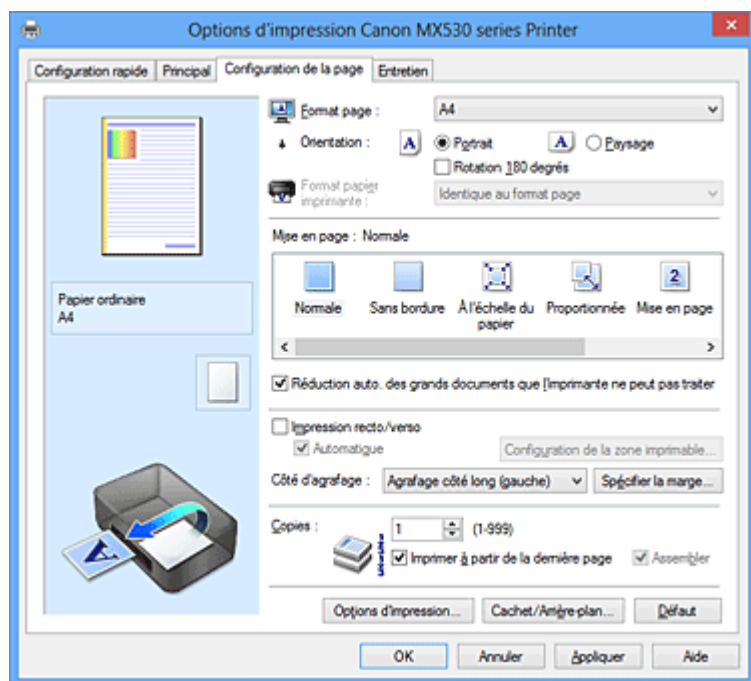 Options d'impression Canon MX530 series Printer
Configuration rapide Principal Configuration de la page Entretien
Format page : A4
Orientation : A Portrait A Paysage
Rotation 180 degrés
Format papier imprimante : Identique au format page
Mise en page : Normale
Papier ordinaire
A4
2
Normale Sans bordure À l'échelle du papier Proportionnée Mise en page
Réduction auto. des grands documents que l'imprimante ne peut pas traiter
Impression recto/verso
Automatique Configuration de la zone imprimable...
Côté d'agrafage : Agrafage côté long (gauche) Spécifier la marge...
Copies : 1 (1-999)
Imprimer à partir de la dernière page Assembler
A
Options d'impression... Cachet/Arrière-plan... Défaut
OK Annuler Appliquer Aide